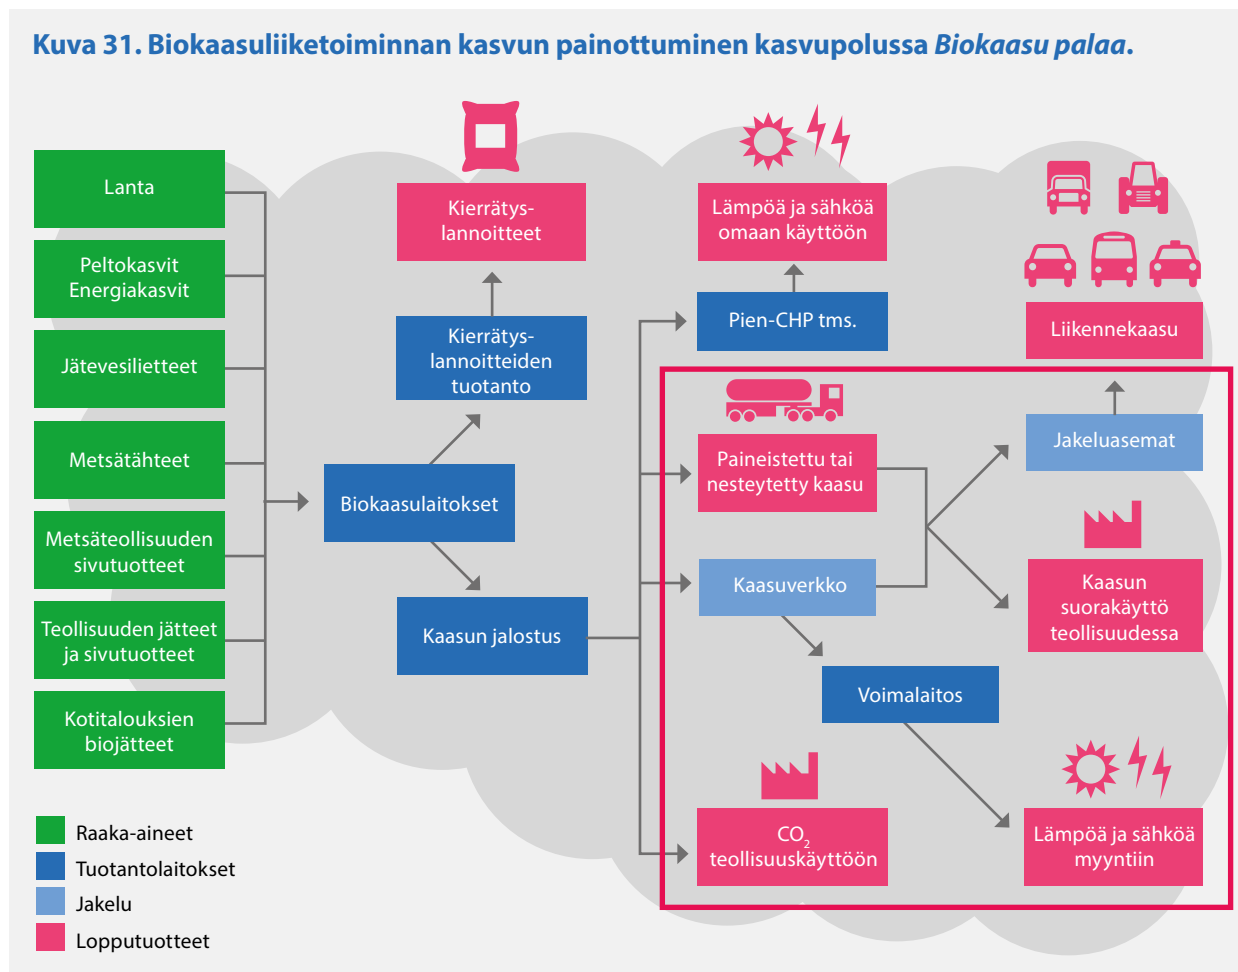 Kuva 31. Biokaasuliiketoiminnan kasvun painottuminen kasvupolussa Biokaasu palaa.
Lanta
Peltokasvit
Energiakasvit
Jätevesilietteet
Metsätähteet
Metsäteollisuuden
sivutuotteet
Teollisuuden jätteet
ja sivutuotteet
Kotitalouksien
biojätteet
Biokaasulaitokset
Kierrätys-
lannoitteet
Kierrätys-
lannoitteiden
tuotanto
Kaasun jalostus
Lämpöä ja sähköä
omaan käyttöön
Pien-CHP tms.
Paineistettu tai
nesteytetty kaasu
Kaasuverkko
Voimalaitos
CO2
teollisuuskäyttöön
Liikennekaasu
Jakeluasemat
Kaasun
suorakäyttö
teollisuudessa
Lämpöä ja sähköä
myyntiin
Raaka-aineet
Tuotantolaitokset
Jakelu
Lopputuotteet